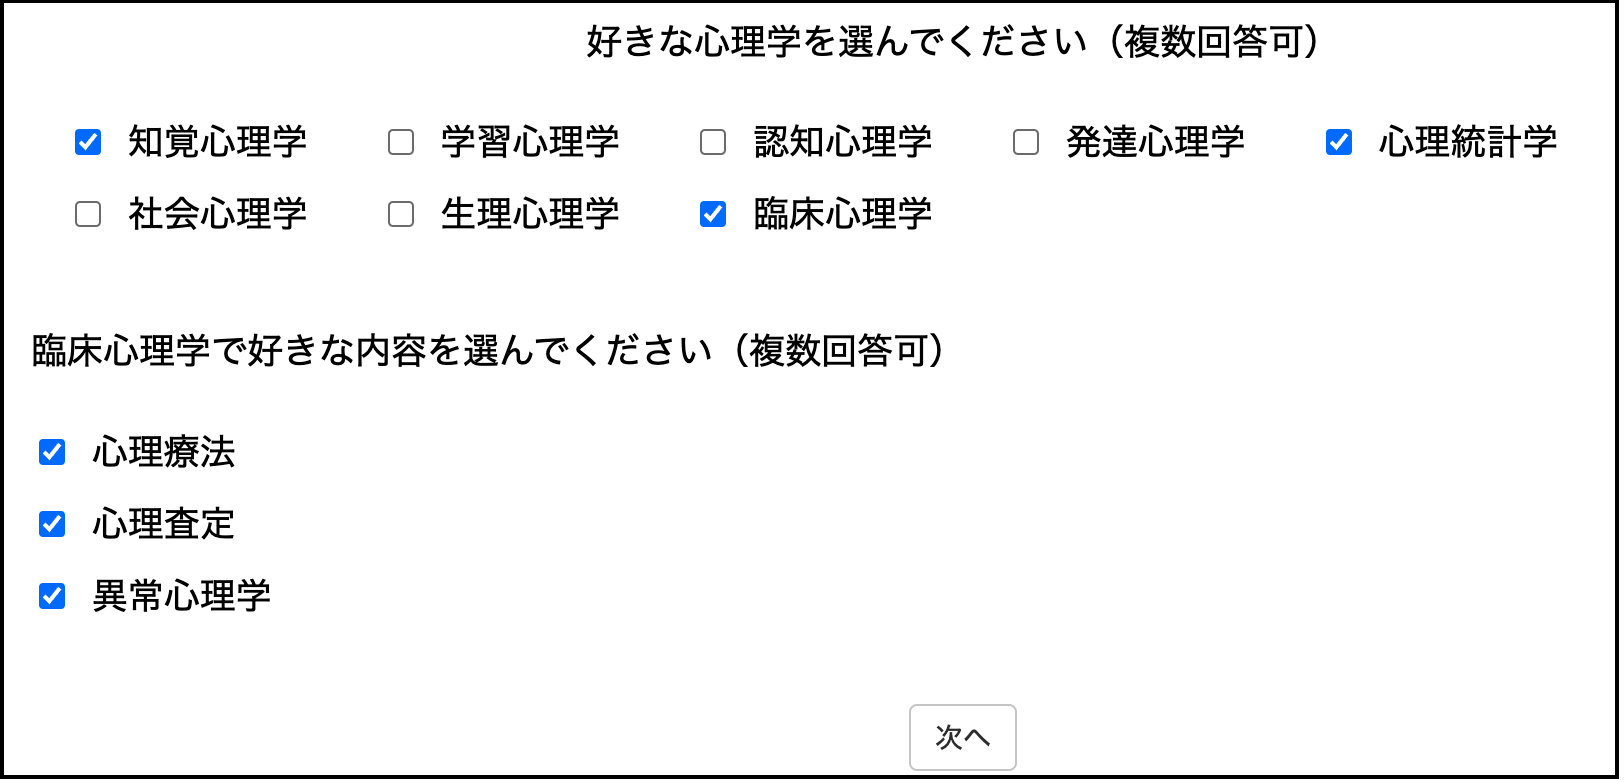 好きな心理学を選んでください（複数回答可）
知覚心理学 学習心理学 認知心理学 発達心理学 心理統計学
社会心理学 生理心理学 臨床心理学
臨床心理学で好きな内容を選んでください（複数回答可）
心理療法
心理査定
異常心理学
次へ